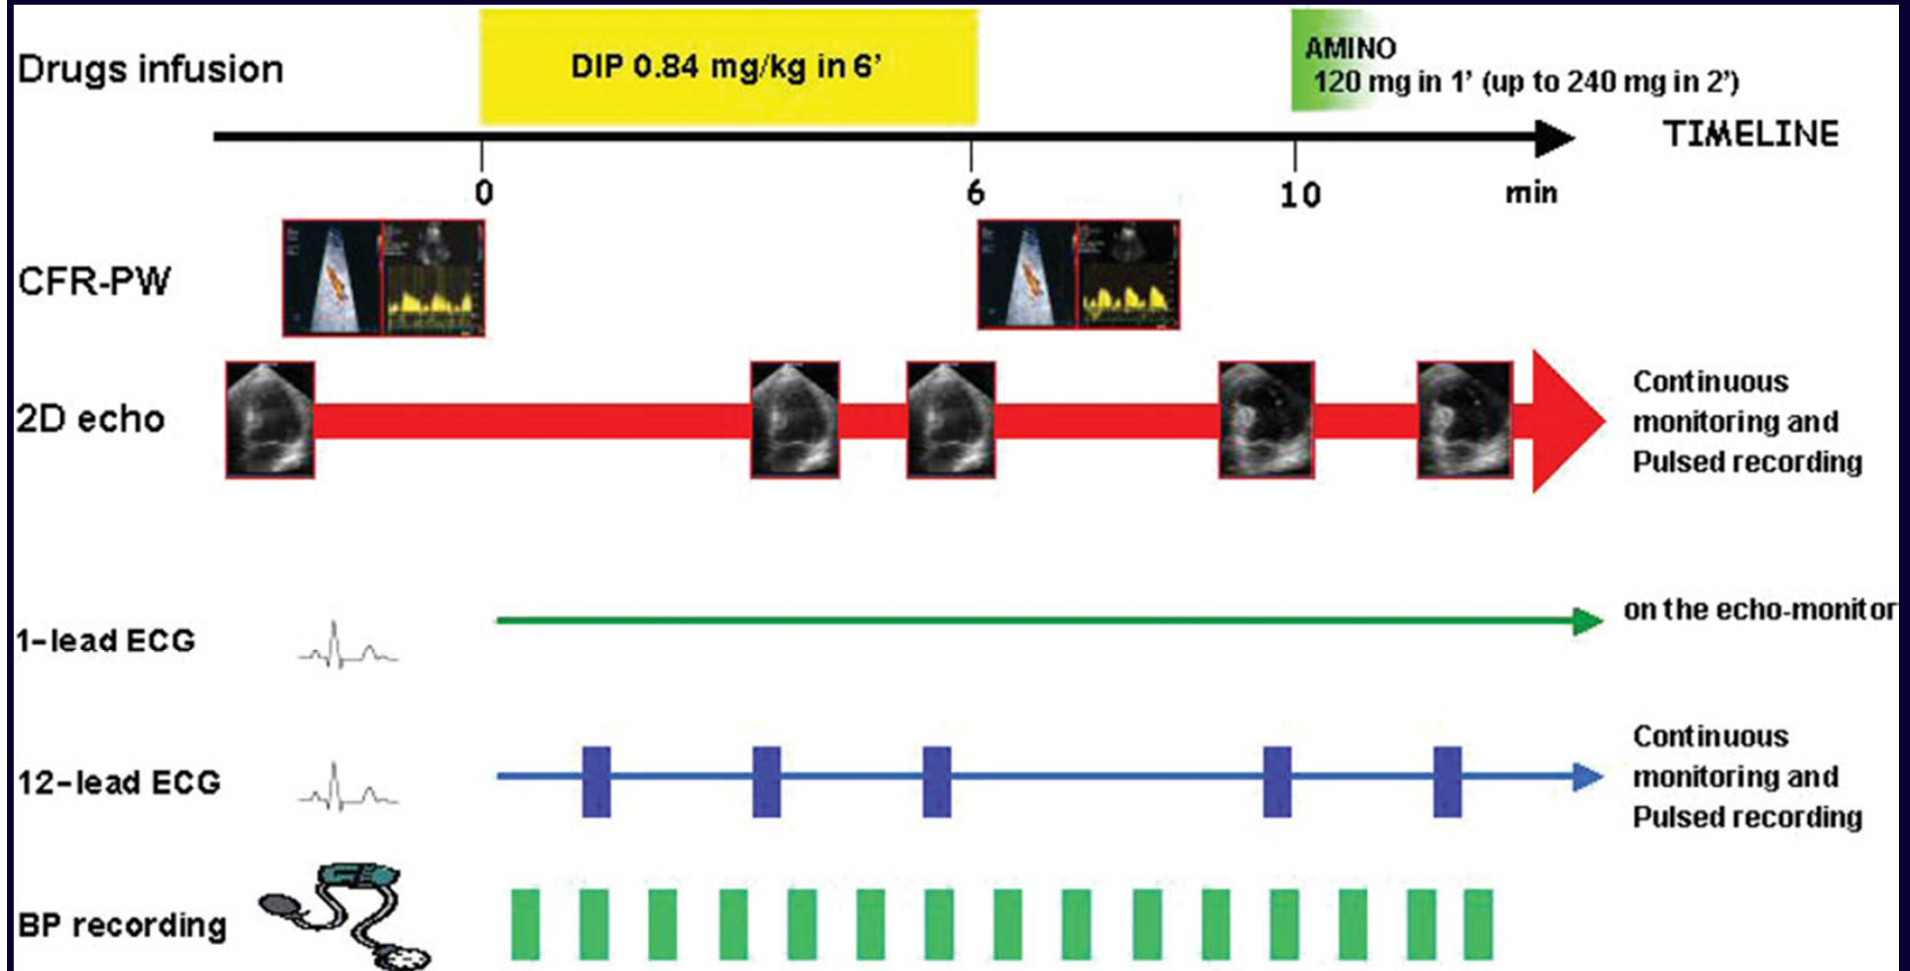 Drugs infusion
DIP 0.84 mg/kg in 6’
AMINO
120 mg in 1’ (up to 240 mg in 2’)
TIMELINE
0
6
10
min
CFR-PW
2D echo
Continuous
monitoring and
Pulsed recording
1-lead ECG
on the echo-monitor
12-lead ECG
Continuous
monitoring and
Pulsed recording
BP recording